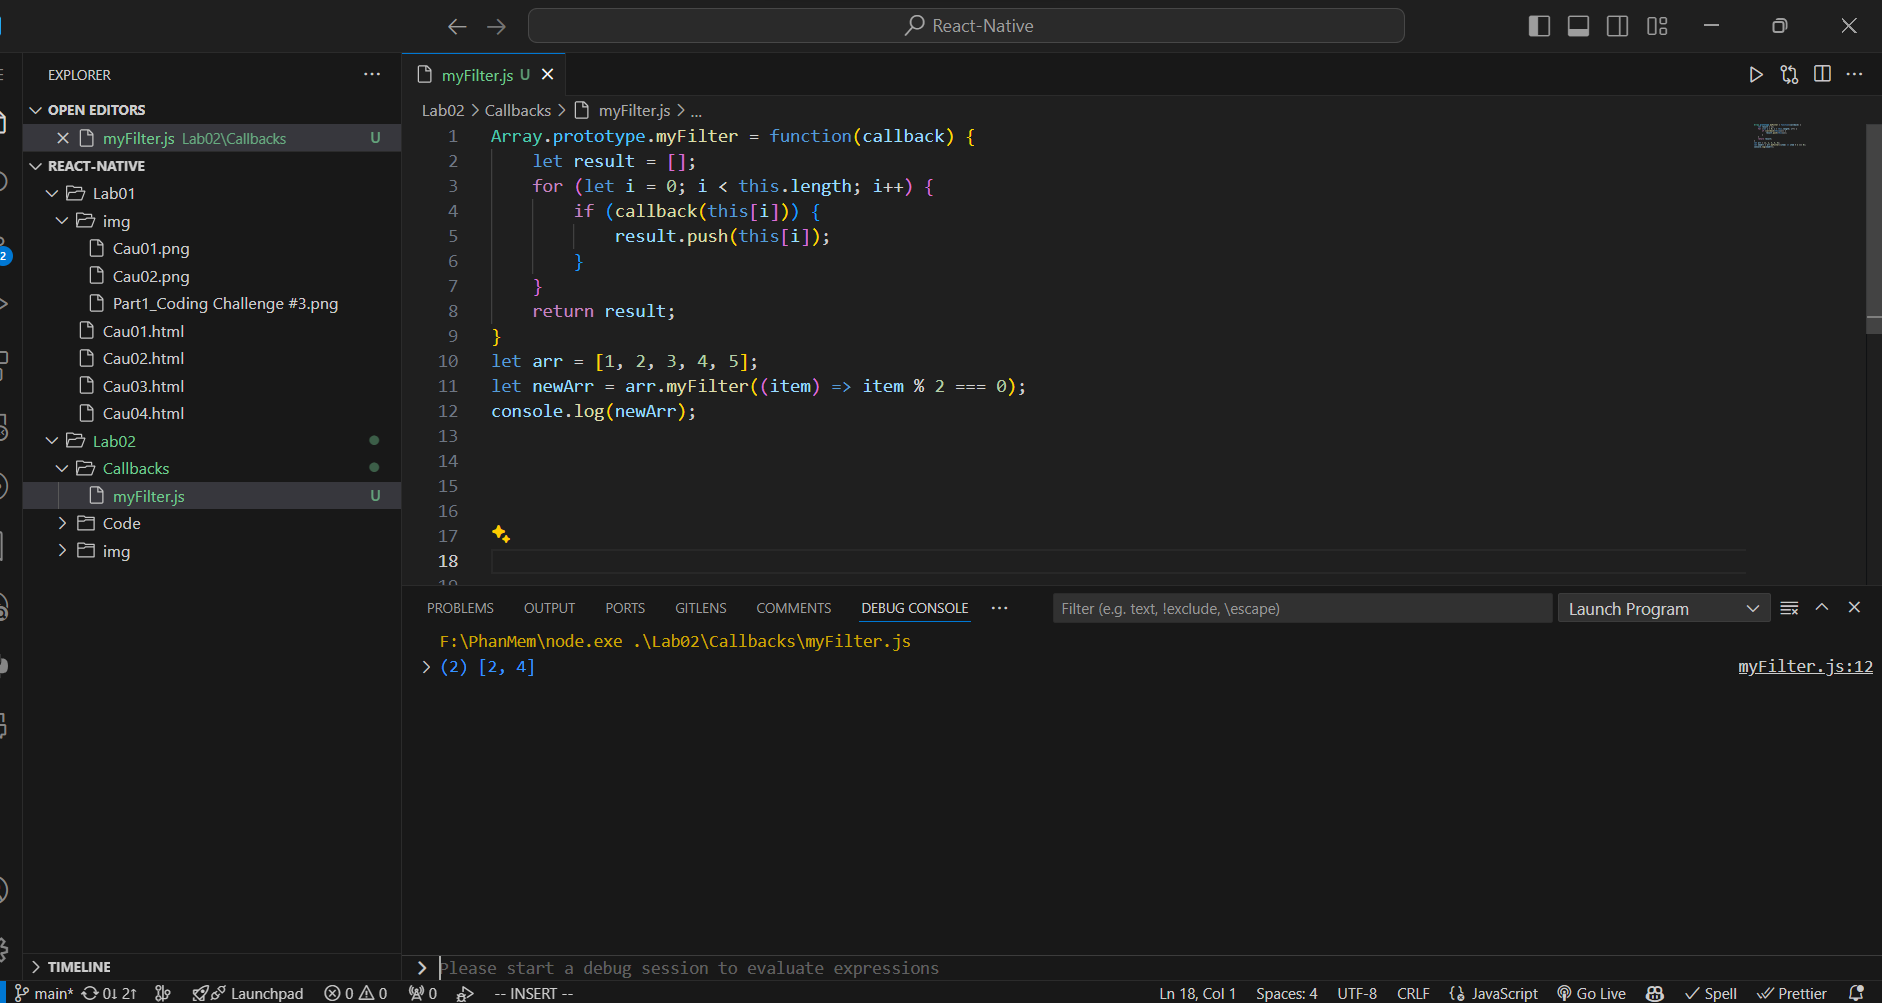 React-Native
EXPLORER
OPEN EDITORS
myFilter.js Lab02\Callbacks U
REACT-NATIVE
Lab01
img
Cau01.png
Cau02.png
Part1_Coding Challenge #3.png
Cau01.html
Cau02.html
Cau03.html
Cau04.html
Lab02
Callbacks
myFilter.js U
Code
img
TIMELINE
2
myFilter.js U
Lab02 > Callbacks > myFilter.js > ...
1 Array.prototype.myFilter = function(callback) {
2 let result = [];
3 for (let i = 0; i < this.length; i++) {
4 if (callback(this[i])) {
5 result.push(this[i]);
6 }
7 }
8 return result;
9 }
10 let arr = [1, 2, 3, 4, 5];
11 let newArr = arr.myFilter((item) => item % 2 === 0);
12 console.log(newArr);
13
14
15
16
17
18
PROBLEMS OUTPUT PORTS GITLENS COMMENTS DEBUG CONSOLE ...
Filter (e.g. text, !exclude, \escape)
Launch Program
F:\PhanMem\node.exe .\Lab02\Callbacks\myFilter.js
> (2) [2, 4] myFilter.js:12
> Please start a debug session to evaluate expressions
main* 0↓ 2↑ Launchpad 0 0 0 -- INSERT -- Ln 18, Col 1 Spaces: 4 UTF-8 CRLF {} JavaScript Go Live Spell Prettier